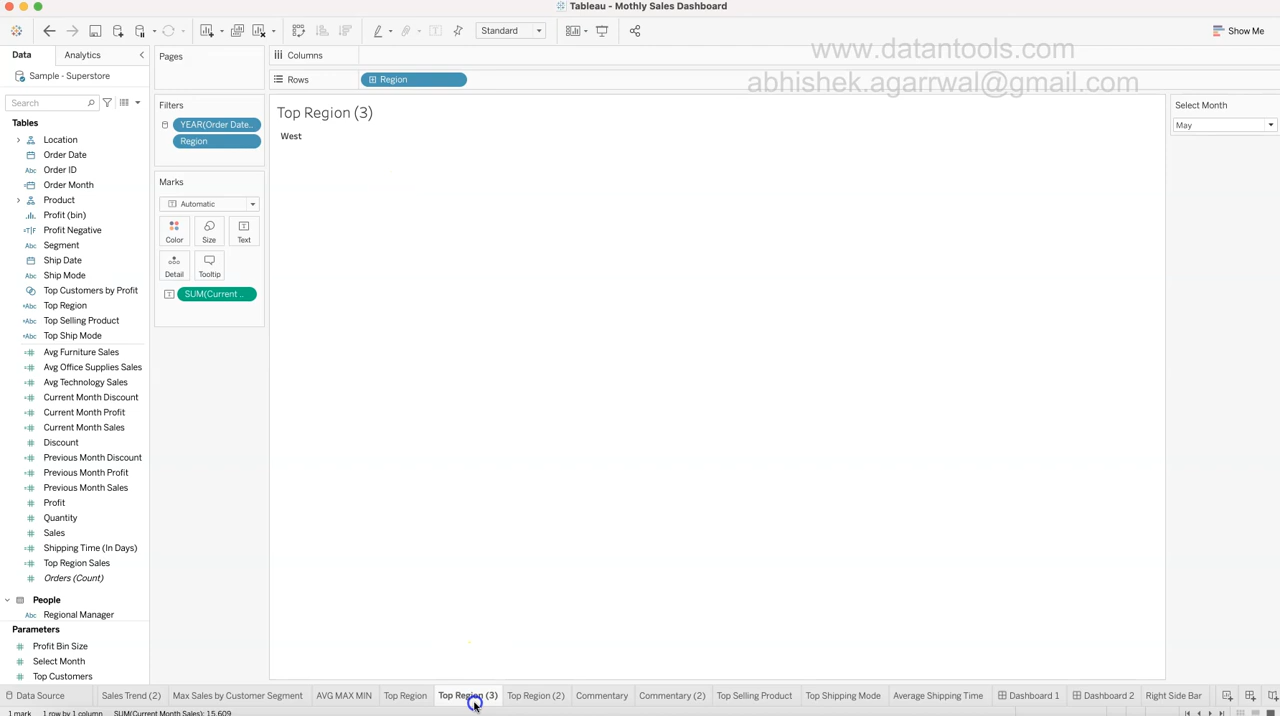 Tableau - Mothly Sales Dashboard
Standard
Show Me
www.datantools.com
abhishek.agarrwal@gmail.com
Data
Analytics
Sample - Superstore
Search
Tables
Location
Order Date
Order ID
Order Month
Product
Profit (bin)
Profit Negative
Segment
Ship Date
Ship Mode
Top Customers by Profit
Top Region
Top Selling Product
Top Ship Mode
Avg Furniture Sales
Avg Office Supplies Sales
Avg Technology Sales
Current Month Discount
Current Month Profit
Current Month Sales
Discount
Previous Month Discount
Previous Month Profit
Previous Month Sales
Profit
Quantity
Sales
Shipping Time (In Days)
Top Region Sales
Orders (Count)
People
Regional Manager
Parameters
Profit Bin Size
Select Month
Top Customers
Pages
Filters
YEAR(Order Date..
Region
Marks
Automatic
Color
Size
Text
Detail
Tooltip
SUM(Current ..
Columns
Rows
Region
Top Region (3)
West
Select Month
May
Data Source
Sales Trend (2)
Max Sales by Customer Segment
AVG MAX MIN
Top Region
Top Region (3)
Top Region (2)
Commentary
Commentary (2)
Top Selling Product
Top Shipping Mode
Average Shipping Time
Dashboard 1
Dashboard 2
Right Side Bar
1 mark
1 row by 1 column
SUM(Current Month Sales): 15,609